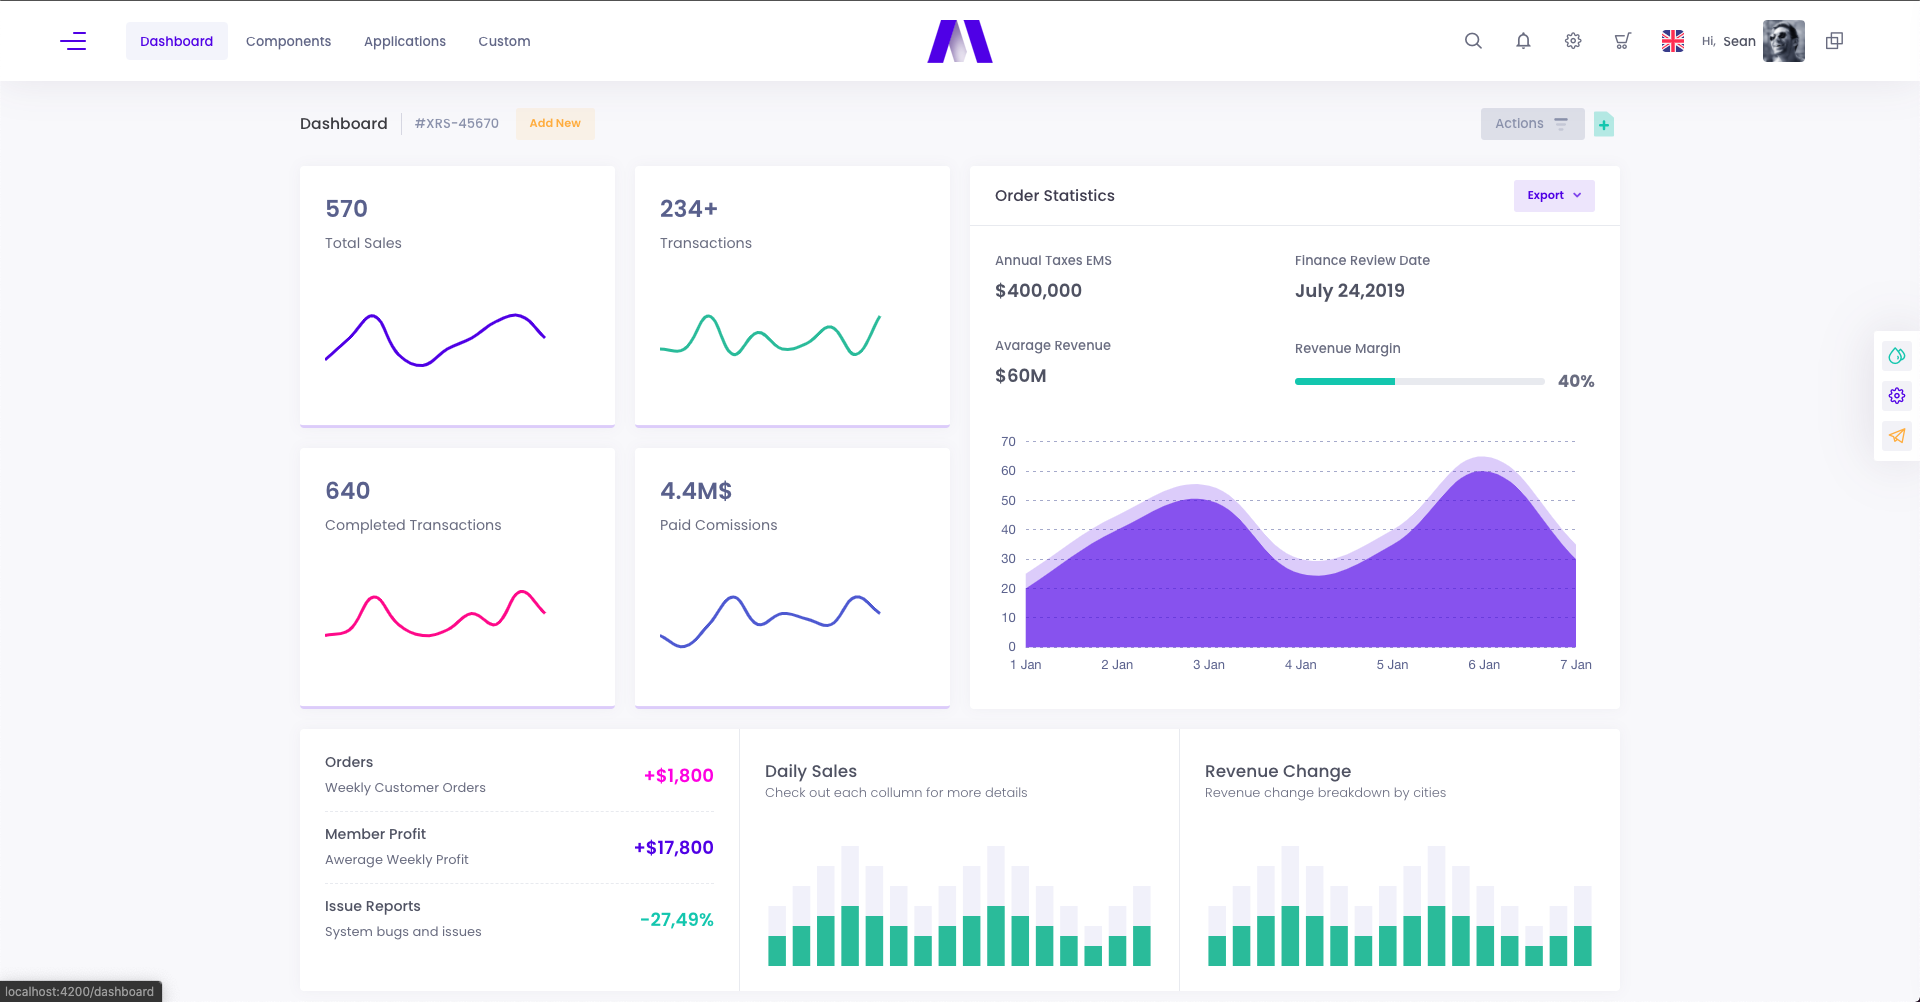 Dashboard Components Applications Custom
Hi, Sean
Dashboard #XRS-45670 Add New
Actions
570
Total Sales
234+
Transactions
640
Completed Transactions
4.4M$
Paid Comissions
Order Statistics
Export
Annual Taxes EMS
$400,000
Finance Review Date
July 24,2019
Avarage Revenue
$60M
Revenue Margin
40%
70
60
50
40
30
20
10
0
1 Jan 2 Jan 3 Jan 4 Jan 5 Jan 6 Jan 7 Jan
Orders
Weekly Customer Orders
+$1,800
Member Profit
Awerage Weekly Profit
+$17,800
Issue Reports
System bugs and issues
-27,49%
Daily Sales
Check out each collumn for more details
Revenue Change
Revenue change breakdown by cities
localhost:4200/dashboard